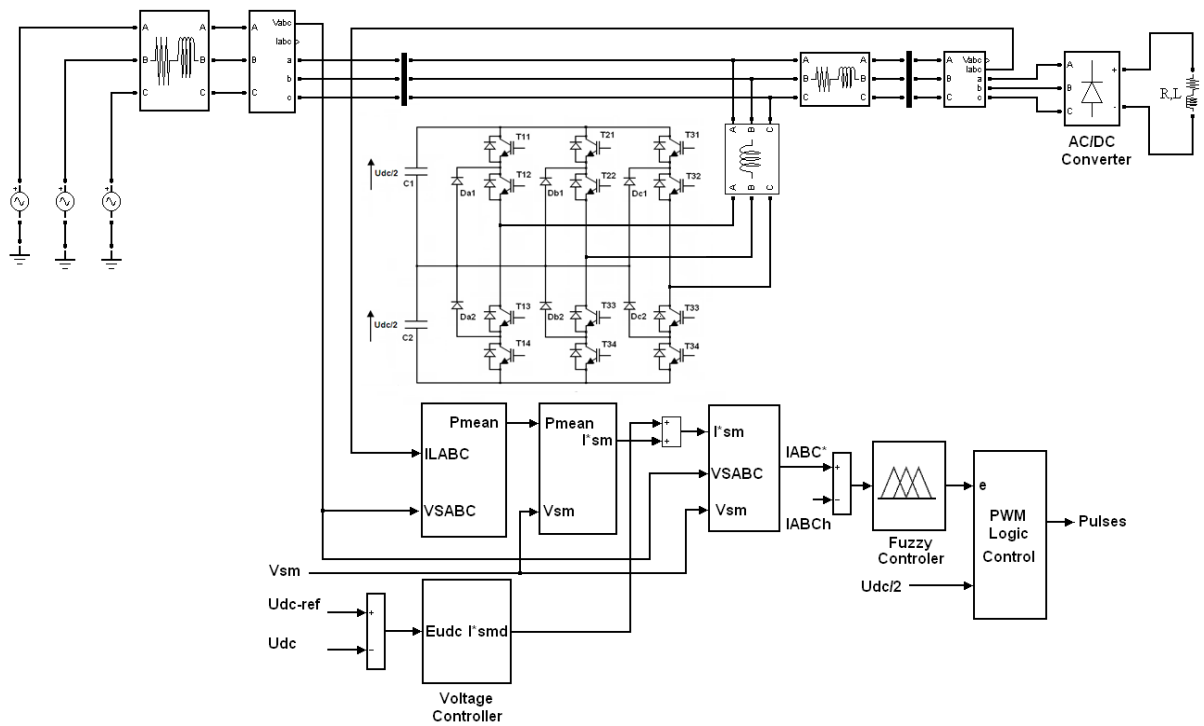 A A A Vabc
Iabc
B B B a
b
C C C c
A A A Vabc
Iabc
B B B a
b
C C C c
A +
B
C -
R,L
AC/DC
Converter
A B C
A B C
+ + +
T11 T21 T31
Udc/2 C1
Da1 T12 Db1 T22 Dc1 T32
Udc/2 C2
Da2 T13 Db2 T33 Dc2 T33
T14 T34 T34
Pmean
ILABC
VSABC
Pmean
I*sm
Vsm
+
+
I*sm
VSABC
Vsm
IABC*
IABCh
+
−
Fuzzy
Controler
e
PWM
Logic
Control
Udc/2
Pulses
Vsm
Udc-ref
Udc
+
−
Eudc I*smd
Voltage
Controller